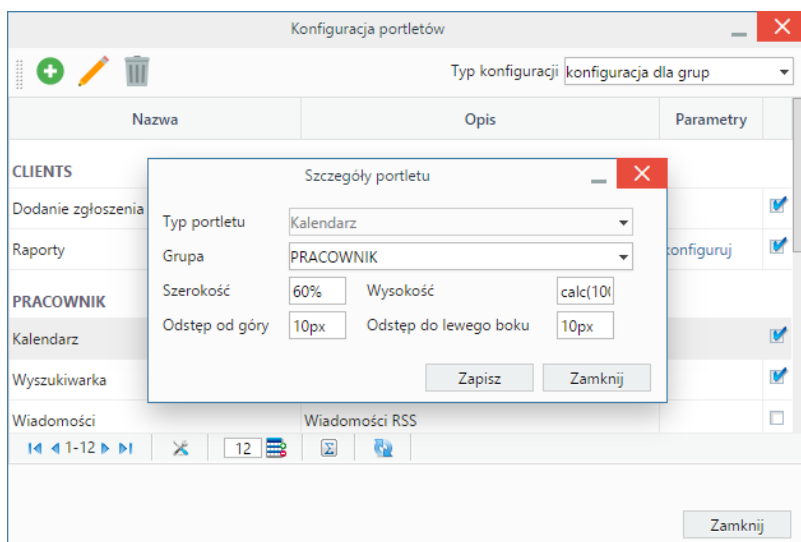 Konfiguracja portletów
Typ konfiguracji konfiguracja dla grup
Nazwa Opis Parametry
CLIENTS
Szczegóły portletu
Dodanie zgłoszenia
Typ portletu Kalendarz
Raporty
Grupa PRACOWNIK
konfiguruj
Szerokość 60% Wysokość calc(10(
PRACOWNIK
Odstęp od góry 10px Odstęp do lewego boku 10px
Kalendarz
Wyszukiwarka
Zapisz Zamknij
Wiadomości Wiadomości RSS
1-12 12 Σ
Zamknij